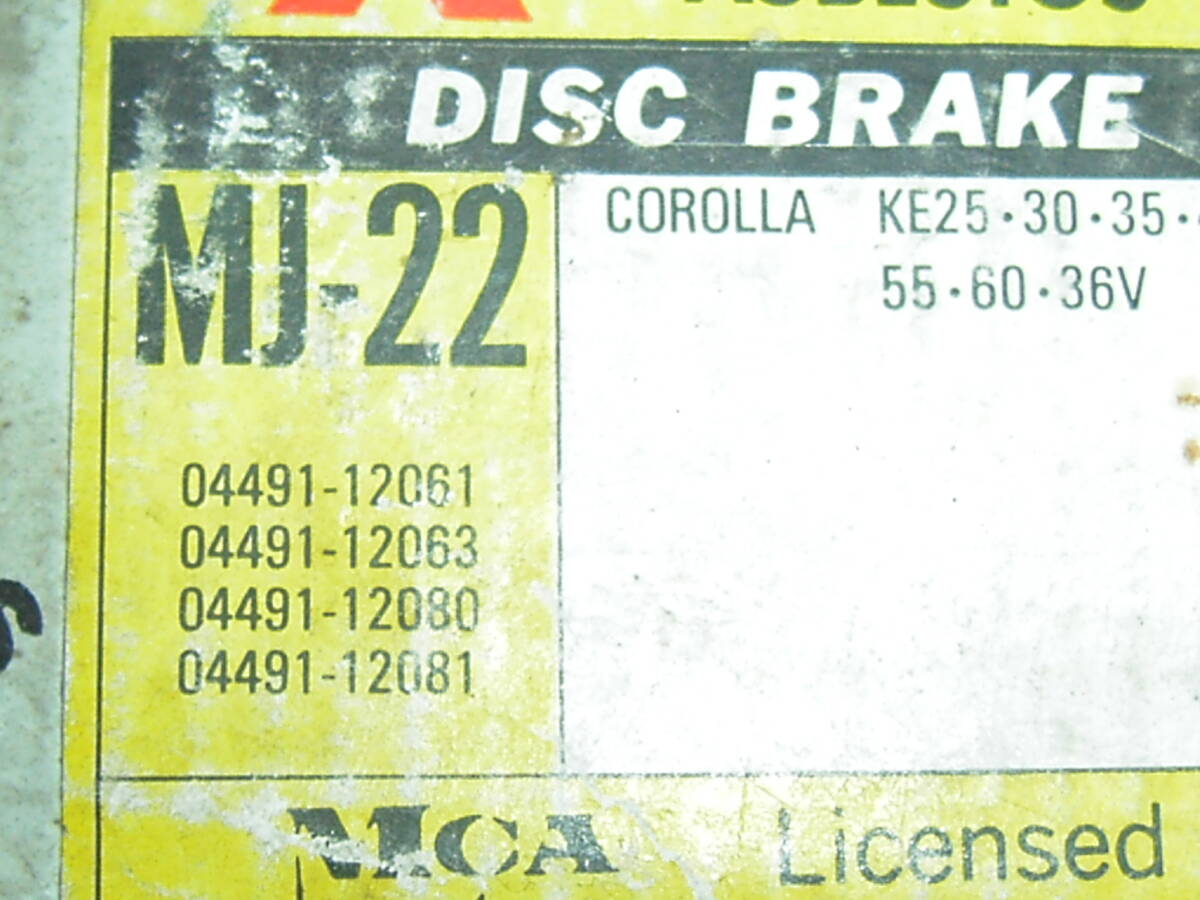 DISC BRAKE
MJ-22
COROLLA KE25·30·35·
55·60·36V
04491-12061
04491-12063
04491-12080
04491-12081
MCA Licensed